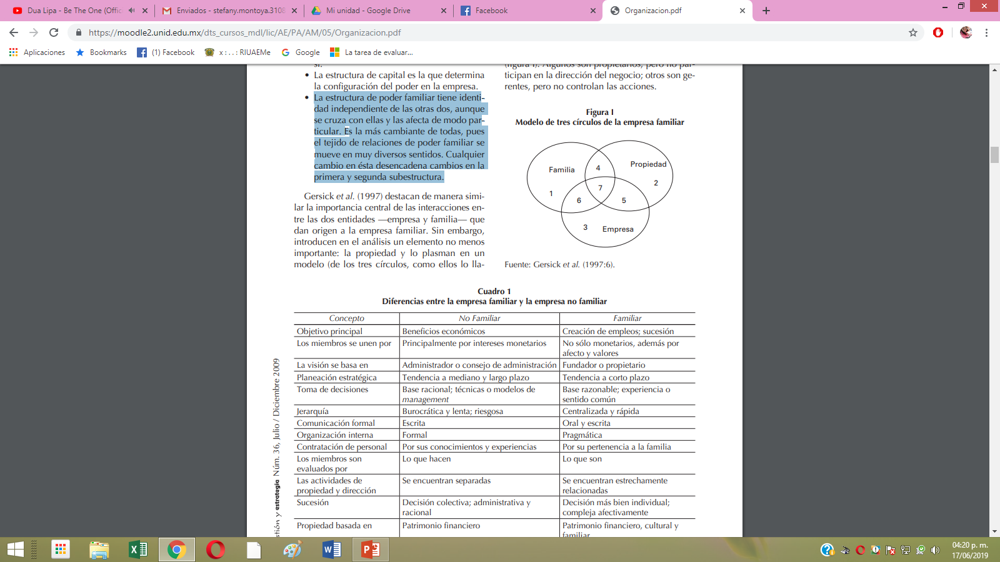 Dua Lipa - Be The One (Offic
Enviados - stefany.montoya.3108
Mi unidad - Google Drive
Facebook
Organizacion.pdf
https://moodle2.unid.edu.mx/dts_cursos_mdl/lic/AE/PA/AM/05/Organizacion.pdf
Aplicaciones
Bookmarks
(1) Facebook
x : . . : RIUAEMe
Google
La tarea de evaluar...
sí.
• La estructura de capital es la que determina
la configuración del poder en la empresa.
• La estructura de poder familiar tiene identi-
dad independiente de las otras dos, aunque
se cruza con ellas y las afecta de modo par-
ticular. Es la más cambiante de todas, pues
el tejido de relaciones de poder familiar se
mueve en muy diversos sentidos. Cualquier
cambio en ésta desencadena cambios en la
primera y segunda subestructura.
Gersick et al. (1997) destacan de manera simi-
lar la importancia central de las interacciones en-
tre las dos entidades —empresa y familia— que
dan origen a la empresa familiar. Sin embargo,
introducen en el análisis un elemento no menos
importante: la propiedad y lo plasman en un
modelo (de los tres círculos, como ellos lo lla-
(figura I). Algunos son propietarios, pero no par-
ticipan en la dirección del negocio; otros son ge-
rentes, pero no controlan las acciones.
Figura I
Modelo de tres círculos de la empresa familiar
Familia
Propiedad
4
7
2
1
6
5
3
Empresa
Fuente: Gersick et al. (1997:6).
Cuadro 1
Diferencias entre la empresa familiar y la empresa no familiar
Concepto No Familiar Familiar
Objetivo principal Beneficios económicos Creación de empleos; sucesión
Los miembros se unen por Principalmente por intereses monetarios No sólo monetarios, además por
afecto y valores
La visión se basa en Administrador o consejo de administración Fundador o propietario
Planeación estratégica Tendencia a mediano y largo plazo Tendencia a corto plazo
Toma de decisiones Base racional; técnicas o modelos de Base razonable; experiencia o
management sentido común
Jerarquía Burocrática y lenta; riesgosa Centralizada y rápida
Comunicación formal Escrita Oral y escrita
Organización interna Formal Pragmática
Contratación de personal Por sus conocimientos y experiencias Por su pertenencia a la familia
Los miembros son Lo que hacen Lo que son
evaluados por
Las actividades de Se encuentran separadas Se encuentran estrechamente
propiedad y dirección relacionadas
Sucesión Decisión colectiva; administrativa y Decisión más bien individual;
racional compleja afectivamente
Propiedad basada en Patrimonio financiero Patrimonio financiero, cultural y
familiar
stión y estrategia Núm. 36, Julio / Diciembre 2009
04:20 p. m.
17/06/2019